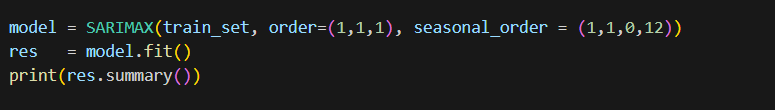 model = SARIMAX(train_set, order=(1,1,1), seasonal_order = (1,1,0,12))
res   = model.fit()
print(res.summary())